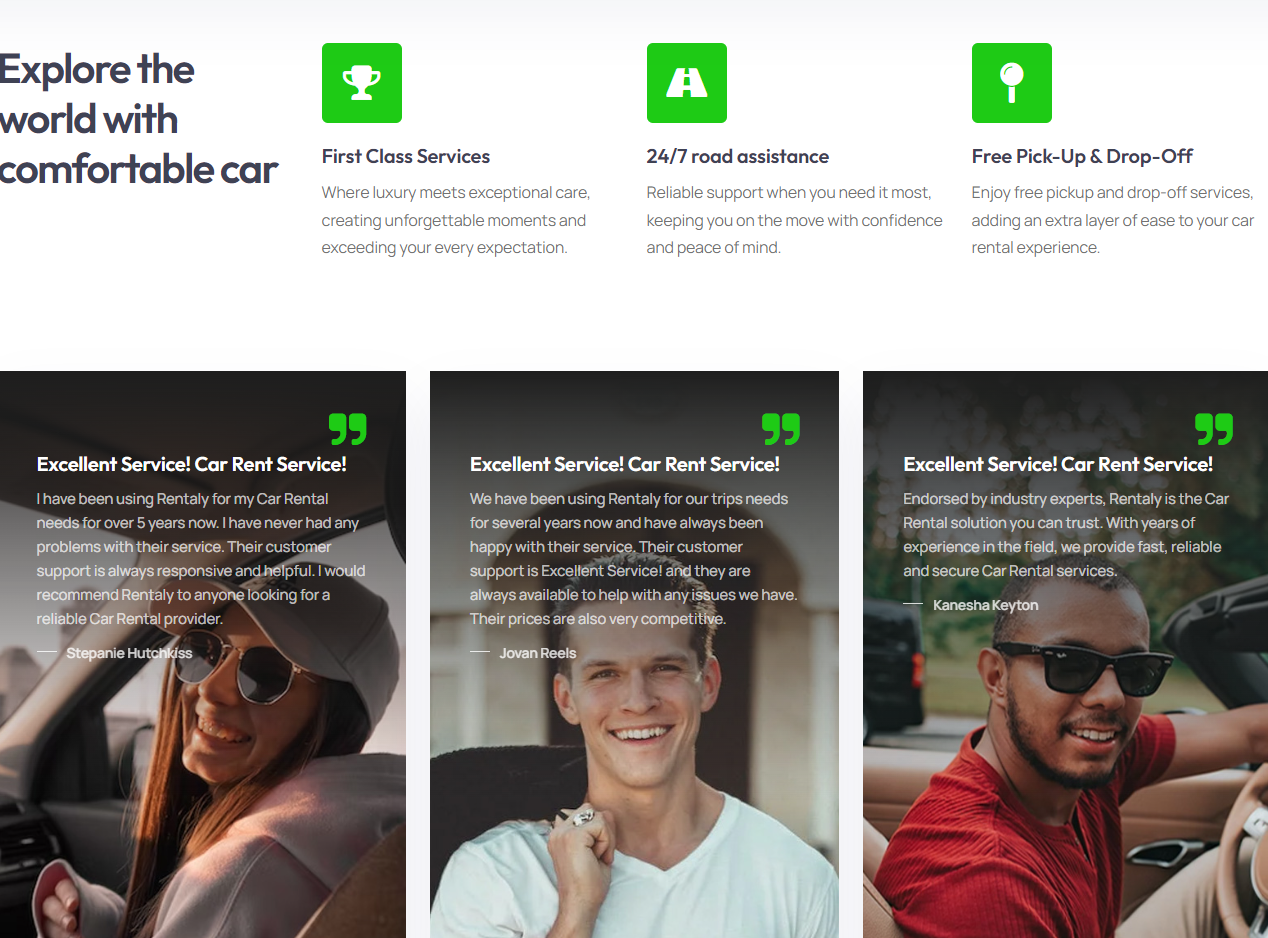 Explore the
world with
comfortable car
First Class Services
Where luxury meets exceptional care,
creating unforgettable moments and
exceeding your every expectation.
24/7 road assistance
Reliable support when you need it most,
keeping you on the move with confidence
and peace of mind.
Free Pick-Up & Drop-Off
Enjoy free pickup and drop-off services,
adding an extra layer of ease to your car
rental experience.
Excellent Service! Car Rent Service!
I have been using Rentaly for my Car Rental
needs for over 5 years now. I have never had any
problems with their service. Their customer
support is always responsive and helpful. I would
recommend Rentaly to anyone looking for a
reliable Car Rental provider.
Stepanie Hutchkiss
Excellent Service! Car Rent Service!
We have been using Rentaly for our trips needs
for several years now and have always been
happy with their service. Their customer
support is Excellent Service! and they are
always available to help with any issues we have.
Their prices are also very competitive.
Jovan Reels
Excellent Service! Car Rent Service!
Endorsed by industry experts, Rentaly is the Car
Rental solution you can trust. With years of
experience in the field, we provide fast, reliable
and secure Car Rental services.
Kanesha Keyton